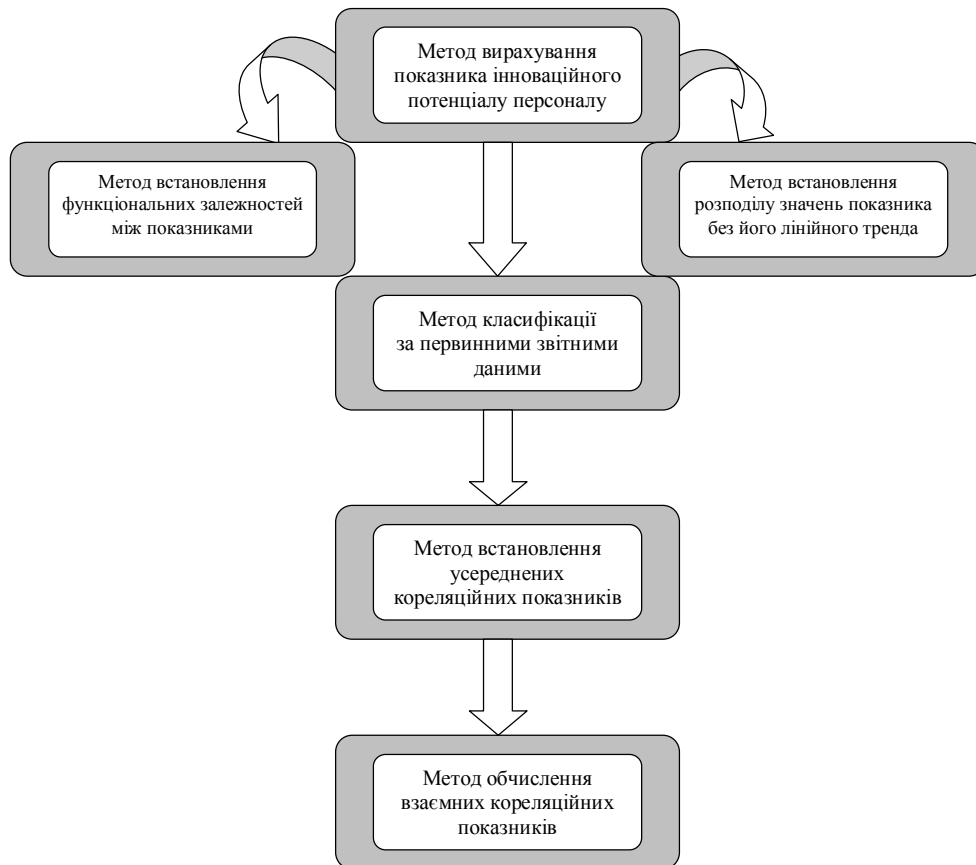 Метод вирахування
показника інноваційного
потенціалу персоналу
Метод встановлення
функціональних залежностей
між показниками
Метод встановлення
розподілу значень показника
без його лінійного тренда
Метод класифікації
за первинними звітними
даними
Метод встановлення
усереднених
кореляційних показників
Метод обчислення
взаємних кореляційних
показників